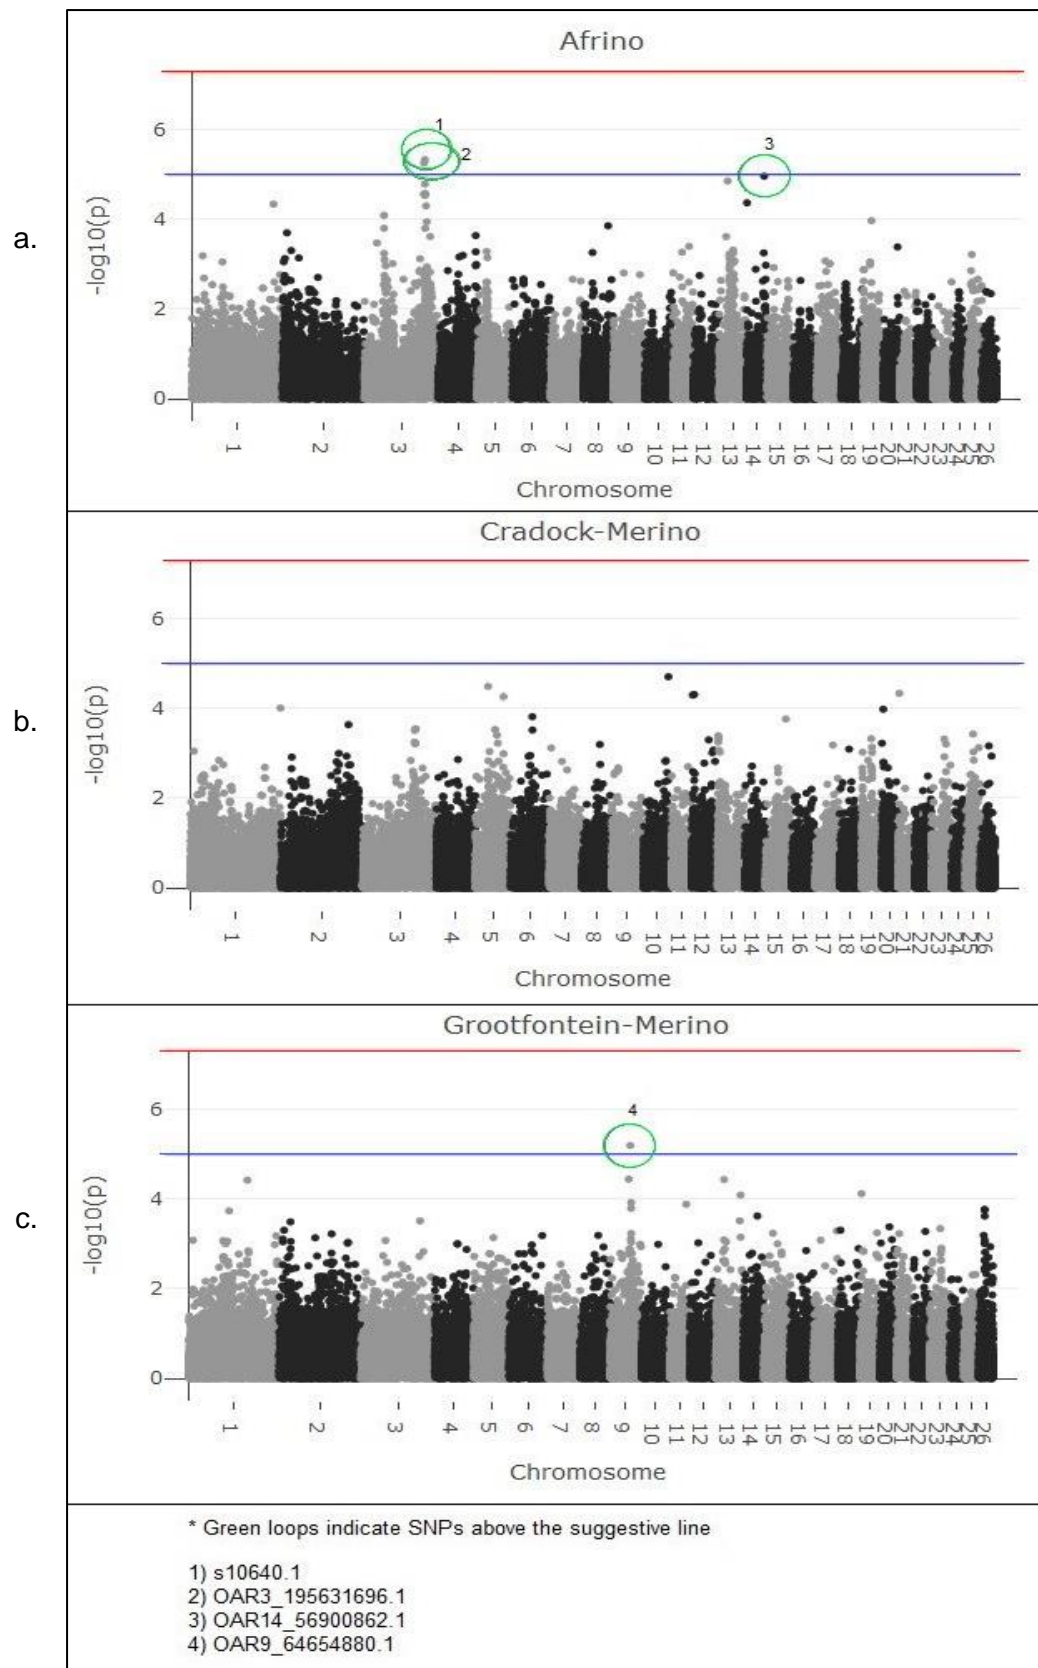 Afrino
1
2
3
a.
-log10(p)
6
4
2
0
1 2 3 4 5 6 7 8 9 10 11 12 13 14 15 16 17 18 19 20 21 22 23 24 25 26
Chromosome
Cradock-Merino
b.
-log10(p)
6
4
2
0
1 2 3 4 5 6 7 8 9 10 11 12 13 14 15 16 17 18 19 20 21 22 23 24 25 26
Chromosome
Grootfontein-Merino
4
c.
-log10(p)
6
4
2
0
1 2 3 4 5 6 7 8 9 10 11 12 13 14 15 16 17 18 19 20 21 22 23 24 25 26
Chromosome
* Green loops indicate SNPs above the suggestive line
1) s10640.1
2) OAR3_195631696.1
3) OAR14_56900862.1
4) OAR9_64654880.1